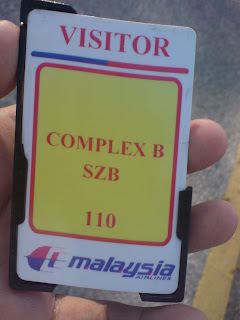 VISITOR
COMPLEX B
SZB
110
malaysia
AIRLINES